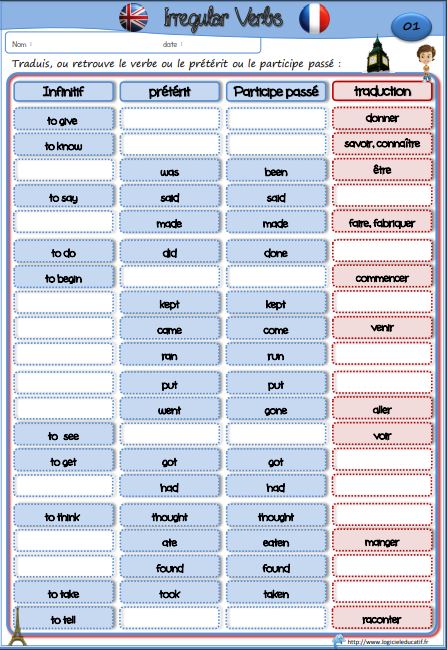 Irregular Verbs
01
Nom : date :
Traduis, ou retrouve le verbe ou le prétérit ou le participe passé :
Infinitif prétérit Participe passé traduction
to give donner
to know savoir, connaître
was been être
to say said said
made made faire, fabriquer
to do did done
to begin commencer
kept kept
came come venir
ran run
put put
went gone aller
to see voir
to get got got
had had
to think thought thought
ate eaten manger
found found
to take took taken
to tell raconter
http://www.logicieleducatif.fr